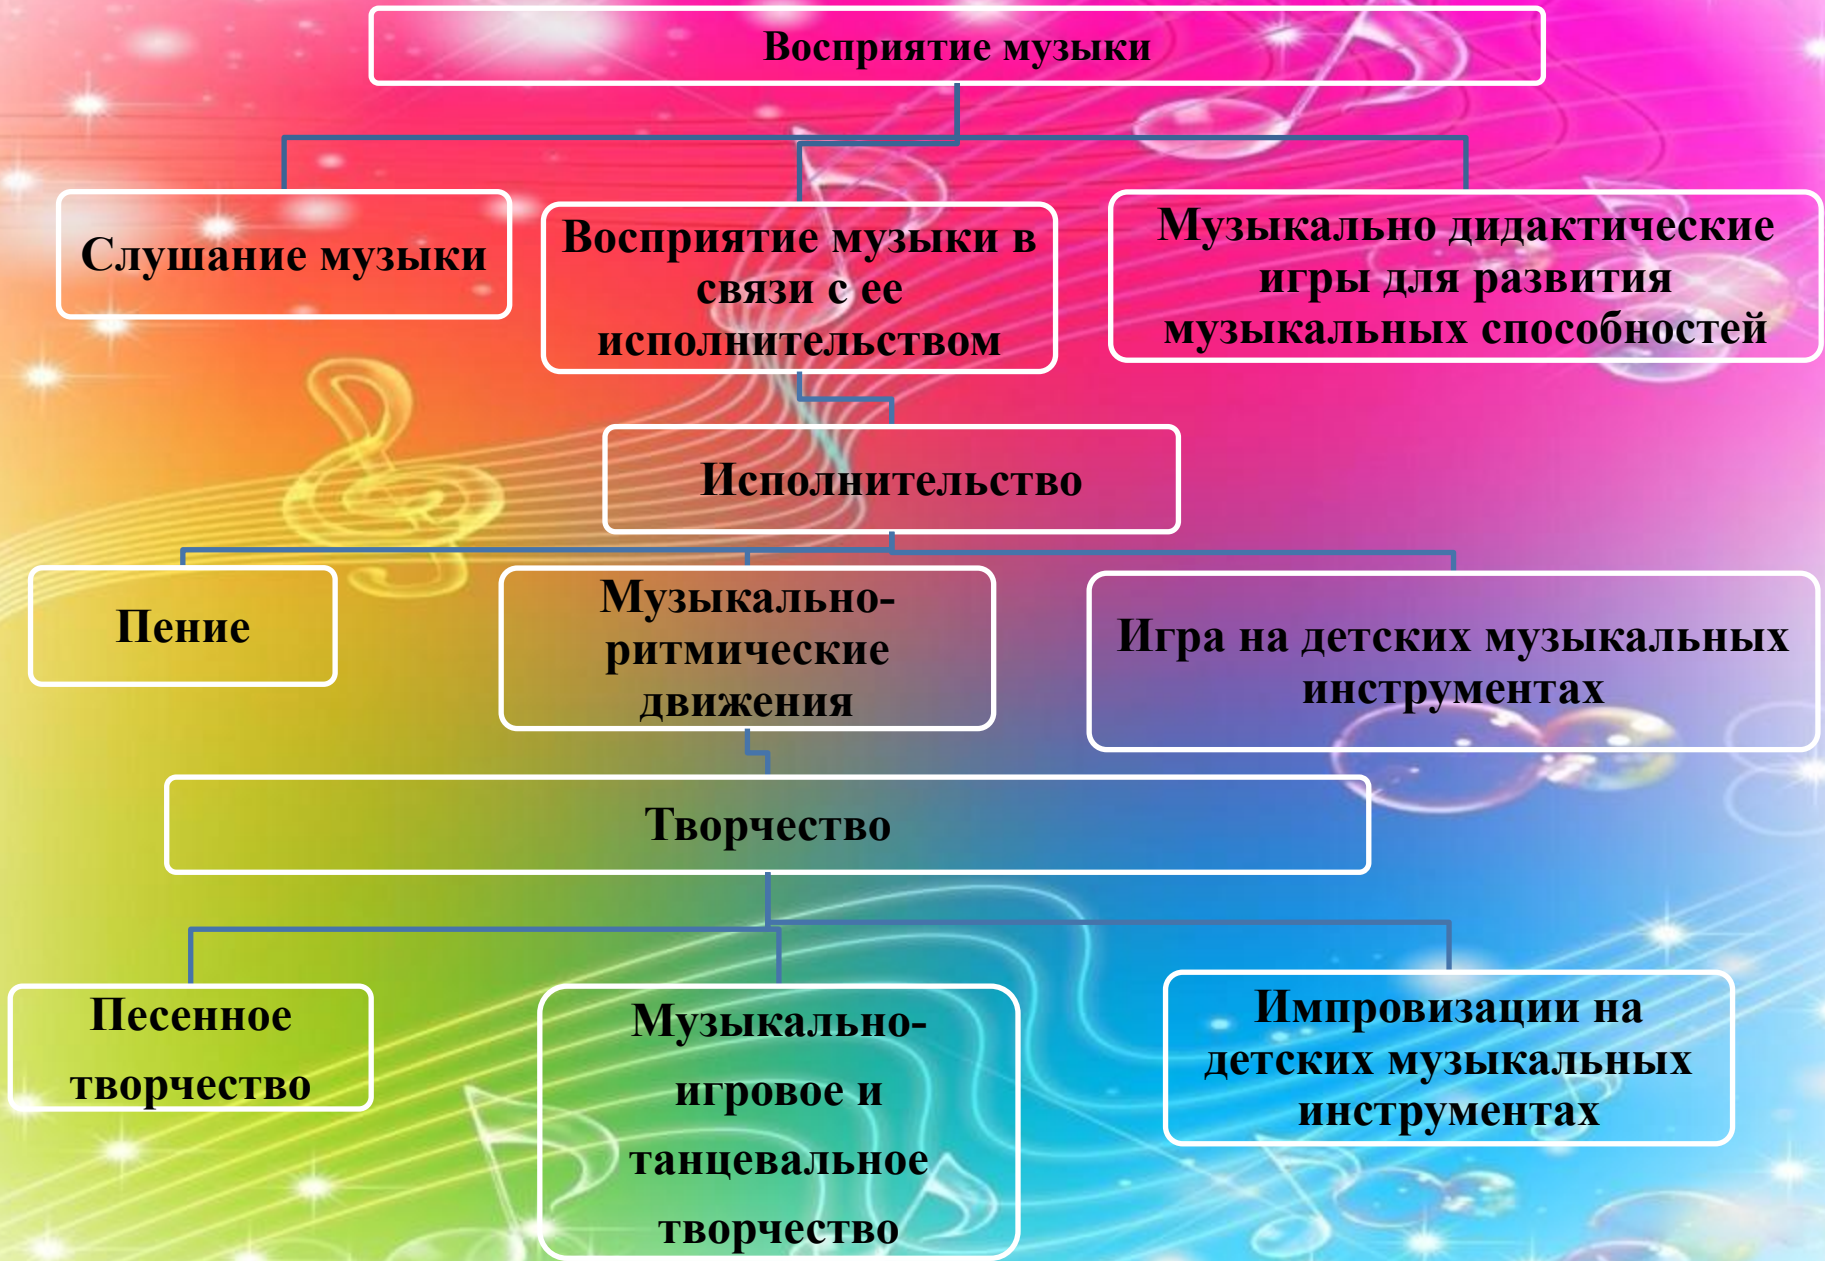 Восприятие музыки
Слушание музыки
Восприятие музыки в
связи с ее
исполнительством
Музыкально дидактические
игры для развития
музыкальных способностей
Исполнительство
Пение
Музыкально-
ритмические
движения
Игра на детских музыкальных
инструментах
Творчество
Песенное
творчество
Музыкально-
игровое и
танцевальное
творчество
Импровизации на
детских музыкальных
инструментах